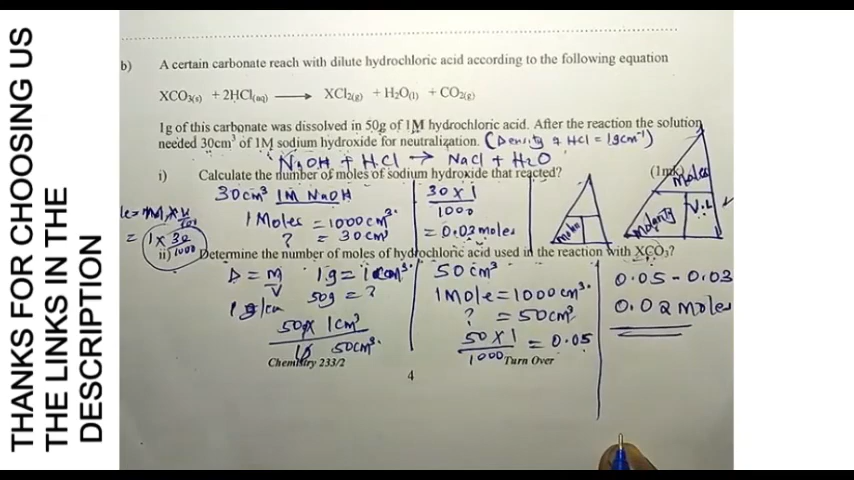 THANKS FOR CHOOSING US
THE LINKS IN THE
DESCRIPTION
b) A certain carbonate reach with dilute hydrochloric acid according to the following equation
XCO3(s) + 2HCl(aq) ⟶ XCl2(g) + H2O(l) + CO2(g)
1g of this carbonate was dissolved in 50g of 1M hydrochloric acid. After the reaction the solution
needed 30cm³ of 1M sodium hydroxide for neutralization. (Density of HCl = 1gcm⁻¹)
NaOH + HCl → NaCl + H2O
i) Calculate the number of moles of sodium hydroxide that reacted? (1mk)
30cm³ 1M NaOH
1Moles = 1000cm³.
? = 30cm³
30 x 1
1000
= 0.03 moles
moles
molarity
V.L
= 1 x 30
1000
ii) Determine the number of moles of hydrochloric acid used in the reaction with XCO3?
D = m
V
1g = 1cm³.
50g = ?
50g x 1cm³
1g
50cm³.
50cm³
1Mole = 1000cm³.
? = 50cm³
50 x 1
1000
= 0.05
0.05 - 0.03
0.02 moles
Chemistry 233/2
Turn Over
4